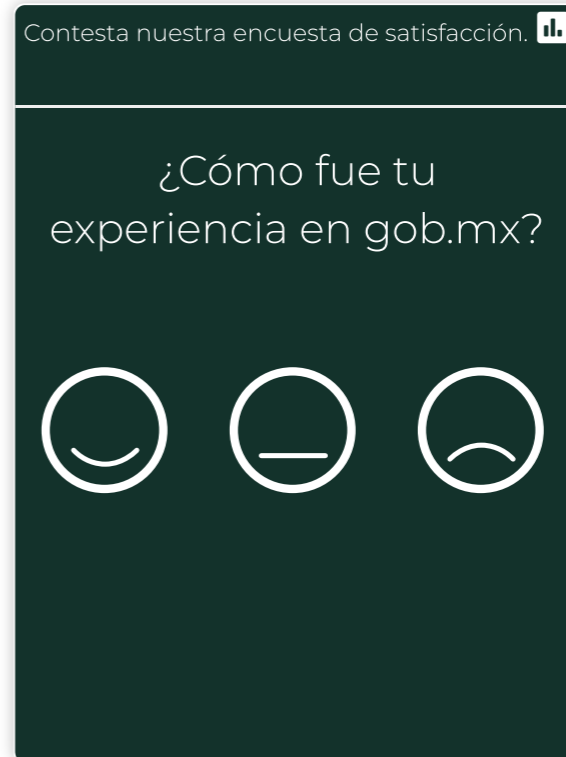 Contesta nuestra encuesta de satisfacción.
¿Cómo fue tu
experiencia en gob.mx?